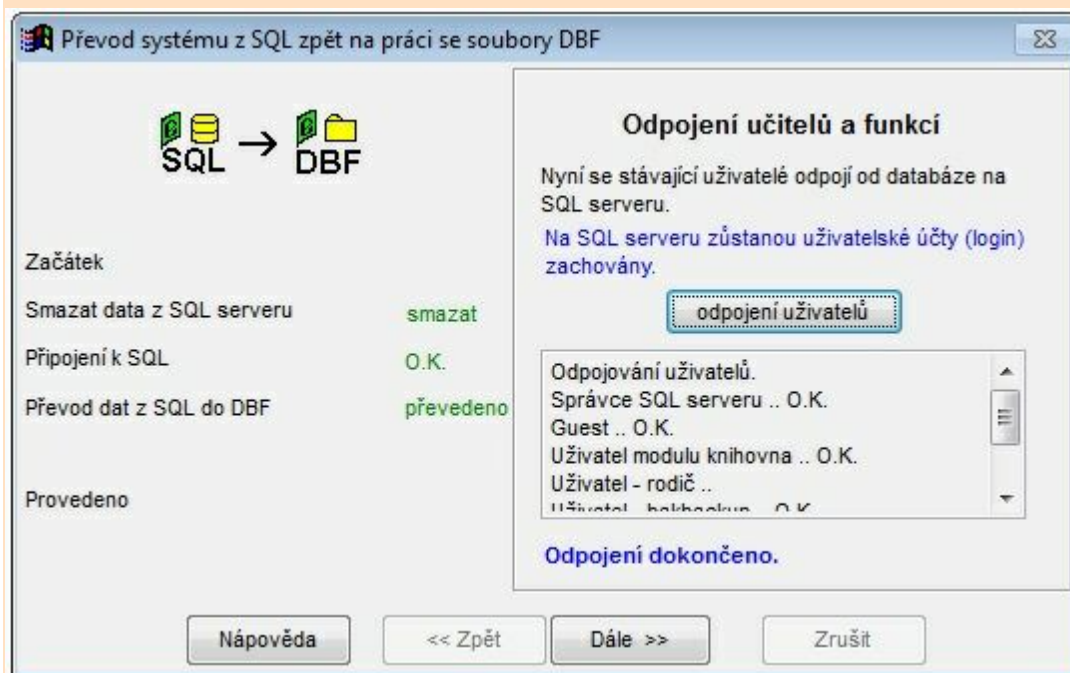 Převod systému z SQL zpět na práci se soubory DBF
SQL → DBF
Začátek
Smazat data z SQL serveru smazat
Připojení k SQL O.K.
Převod dat z SQL do DBF převedeno
Provedeno
Odpojení učitelů a funkcí
Nyní se stávající uživatelé odpojí od databáze na
SQL serveru.
Na SQL serveru zůstanou uživatelské účty (login)
zachovány.
odpojení uživatelů
Odpojování uživatelů.
Správce SQL serveru .. O.K.
Guest .. O.K.
Uživatel modulu knihovna .. O.K.
Uživatel - rodič ..
Uživatel - bakbackup .. O.K.
Odpojení dokončeno.
Nápověda << Zpět Dále >> Zrušit